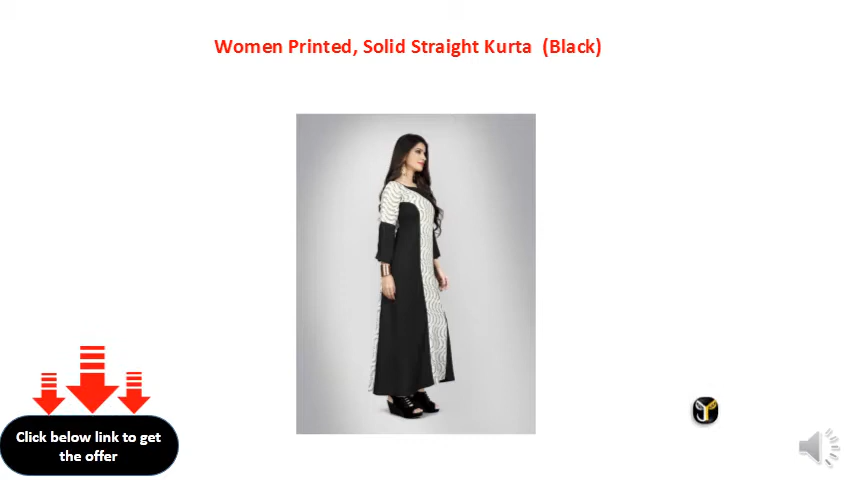 Women Printed, Solid Straight Kurta  (Black)
Click below link to get
the offer